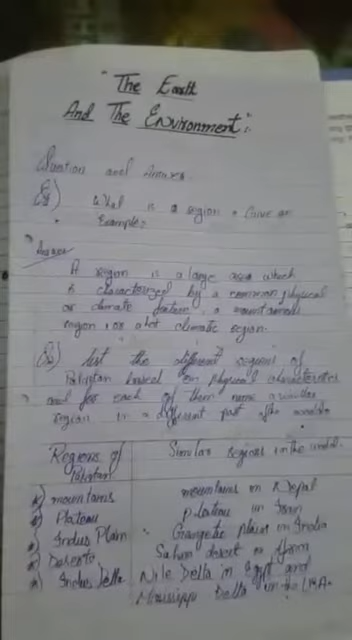 "The Earth
And The Environment".
Question and Answer.
Q) What is a region. Give an
Example.
Answer
A region is a large area which
is characterized by a common physical
or climate feature, a mountainous
region, or a hot climatic region.
Q) list the different regions of
Pakistan based on physical characteristics
and for each of them name a similar
region in a different part of the world.
Regions of
Pakistan
Similar regions in the world.
mountains
mountains in Nepal
Plateau
plateau in Iran
Indus Plain
Gangetic plain in India
Deserts
desert in
Indus Delta
Nile Delta in Egypt and
Delta in the USA.